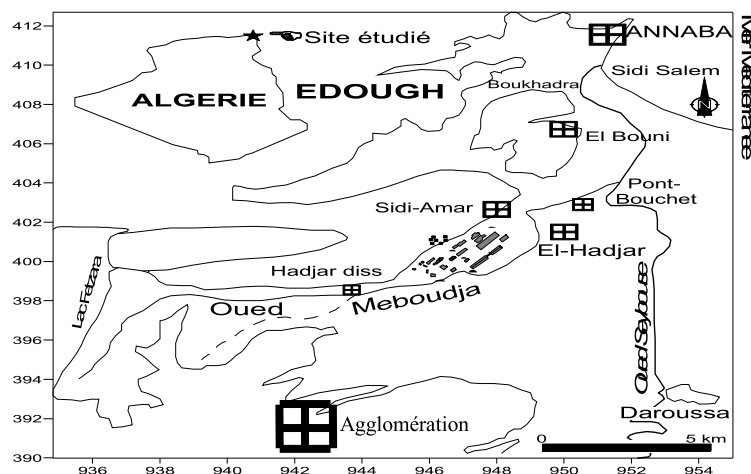 412
410
408
406
404
402
400
398
396
394
392
390
936
938
940
942
944
946
948
950
952
954
Site étudié
ANNABA
Mer Méditerranée
ALGERIE
EDOUGH
Boukhadra
Sidi Salem
N
El Bouni
Sidi-Amar
Pont-
Bouchet
El-Hadjar
Hadjar diss
Lac Fetzara
Oued
Meboudja
Oued Seybouse
Daroussa
Agglomération
0
5 km